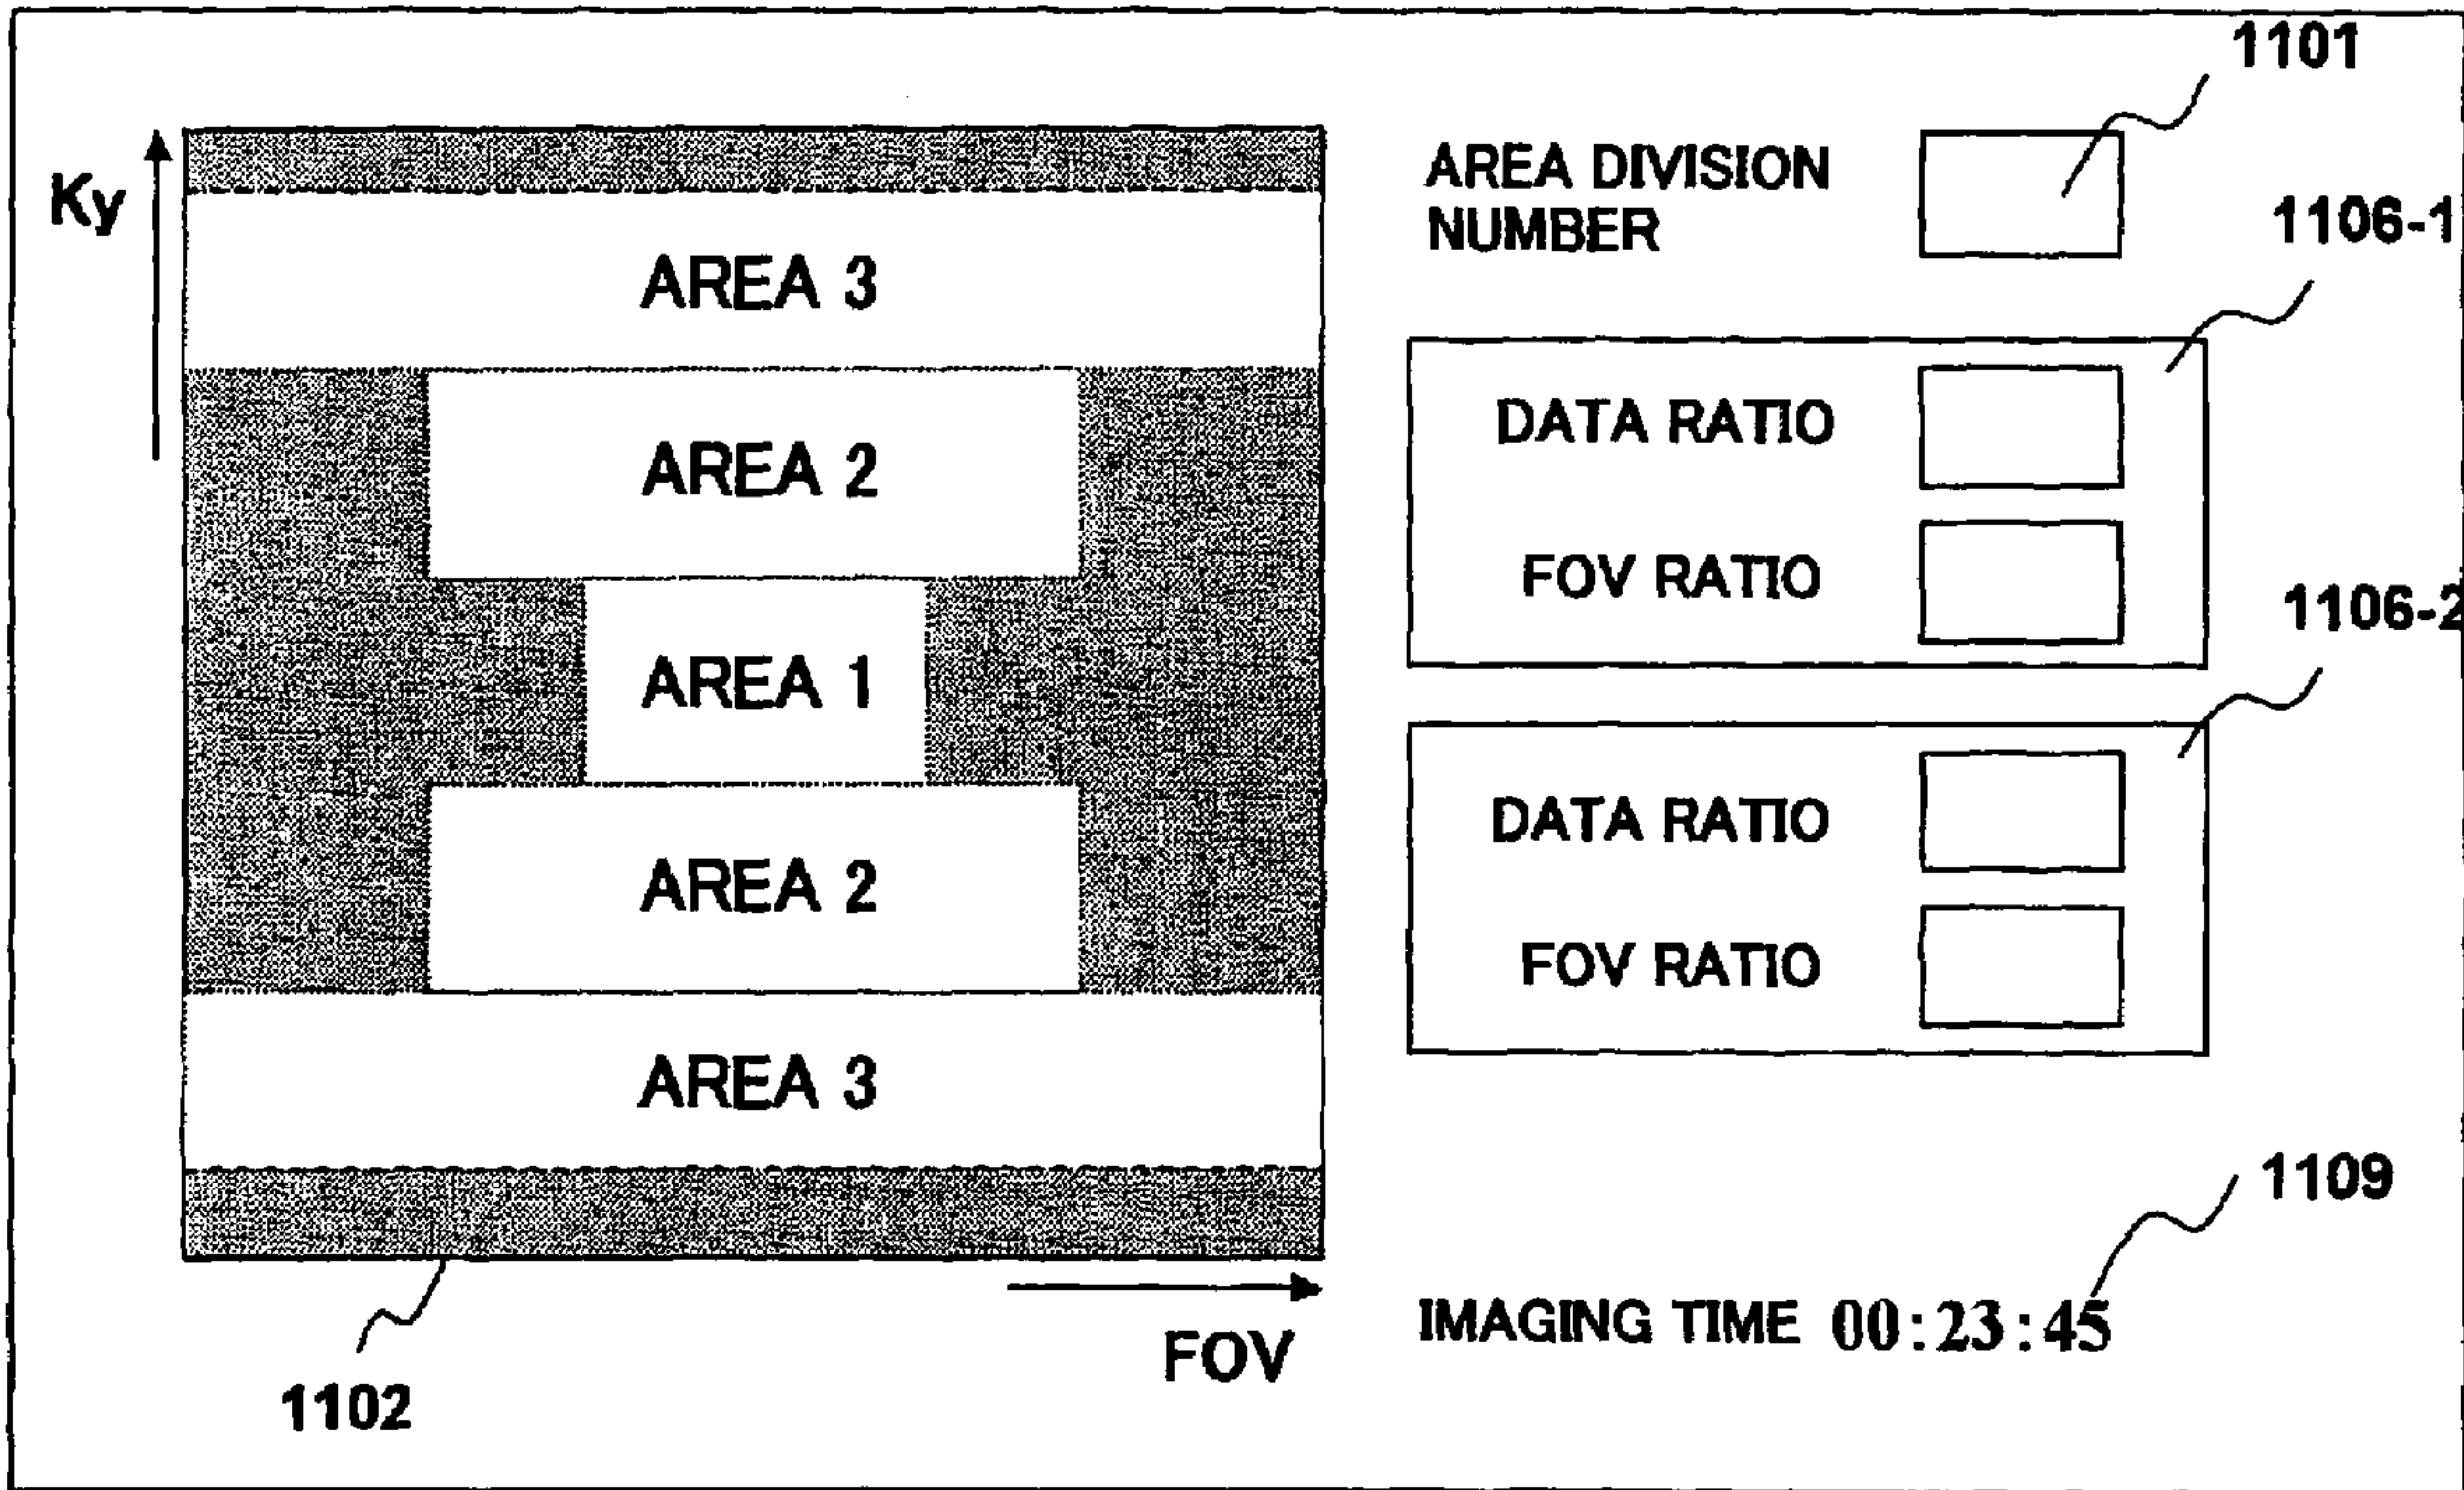 1101
Ky
AREA DIVISION
NUMBER
1106-1
AREA 3
DATA RATIO
AREA 2
FOV RATIO
1106-2
AREA 1
DATA RATIO
AREA 2
FOV RATIO
AREA 3
1109
IMAGING TIME 00:23:45
FOV
1102